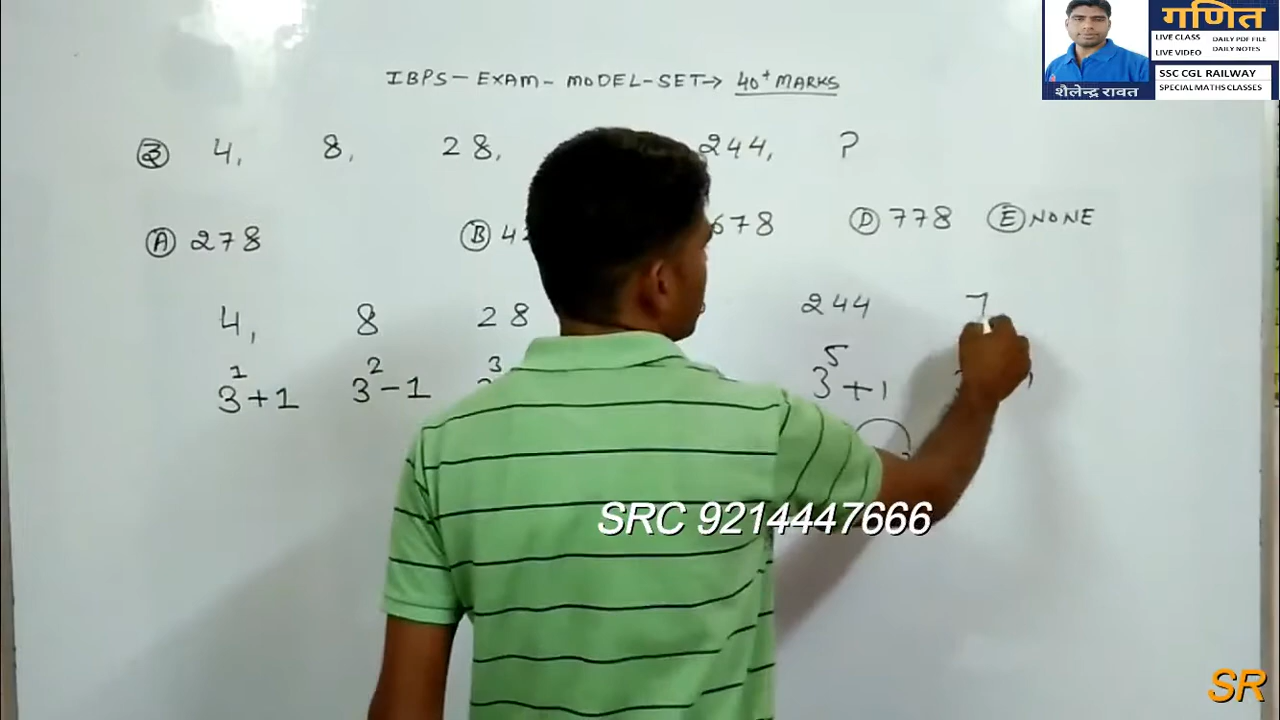 गणित
LIVE CLASS DAILY PDF FILE
LIVE VIDEO DAILY NOTES
SSC CGL RAILWAY
SPECIAL MATHS CLASSES
शैलेन्द्र रावत
IBPS - EXAM - MODEL - SET → 40+ MARKS
③ 4, 8, 28, 244, ?
Ⓐ 278 Ⓑ 678 Ⓓ 778 Ⓔ NONE
4, 8 28 244 7
3¹+1 3²-1 3⁵+1
SRC 9214447666
SR